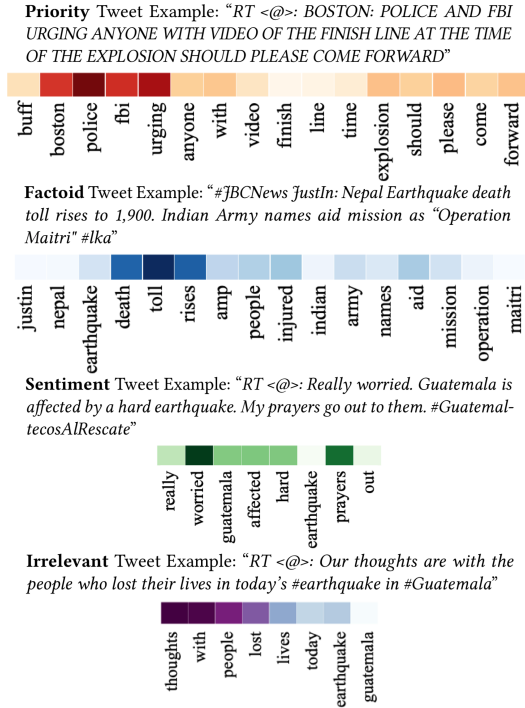 Priority Tweet Example: “RT <@>: BOSTON: POLICE AND FBI
URGING ANYONE WITH VIDEO OF THE FINISH LINE AT THE TIME
OF THE EXPLOSION SHOULD PLEASE COME FORWARD”
buff boston police fbi urging anyone with video finish line time explosion should please come forward
Factoid Tweet Example: “#JBCNews JustIn: Nepal Earthquake death
toll rises to 1,900. Indian Army names aid mission as “Operation
Maitri" #lka”
justin nepal earthquake death toll rises amp people injured indian army names aid mission operation maitri
Sentiment Tweet Example: “RT <@>: Really worried. Guatemala is
affected by a hard earthquake. My prayers go out to them. #Guatemal-
tecosAlRescate”
really worried guatemala affected hard earthquake prayers out
Irrelevant Tweet Example: “RT <@>: Our thoughts are with the
people who lost their lives in today’s #earthquake in #Guatemala”
thoughts with people lost lives today earthquake guatemala